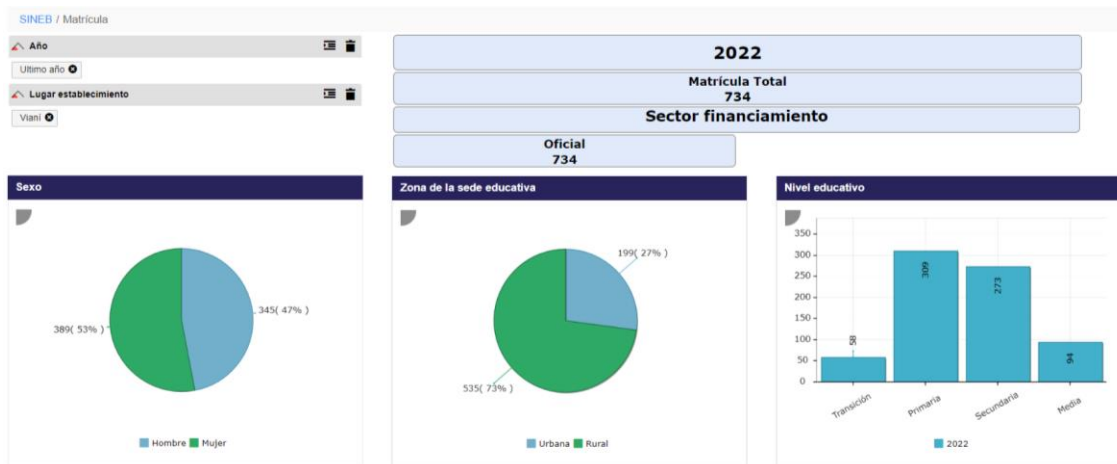 SINEB / Matrícula
Año
Ultimo año
Lugar establecimiento
Vianí
2022
Matrícula Total
734
Sector financiamiento
Oficial
734
Sexo
389( 53% )
345( 47% )
Hombre Mujer
Zona de la sede educativa
199( 27% )
535( 73% )
Urbana Rural
Nivel educativo
350
300
250
200
150
100
50
0
58
309
273
94
Transición
Primaria
Secundaria
Media
2022